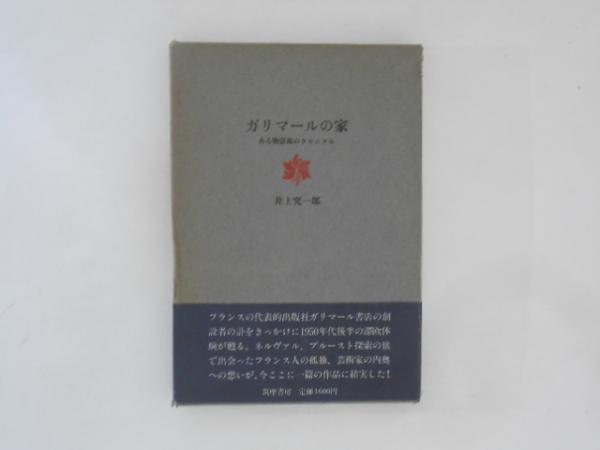 ガリマールの家
ある物語風のクロニクル
井上究一郎
フランスの代表的出版社ガリマール書店の創
設者の訃をきっかけに1950年代後半の渡欧体
験が甦る。ネルヴァル、プルースト探索の旅
で出会ったフランス人の孤独、芸術家の内奥
への想いが、今ここに一篇の作品に結実した!
筑摩書房 定価1600円